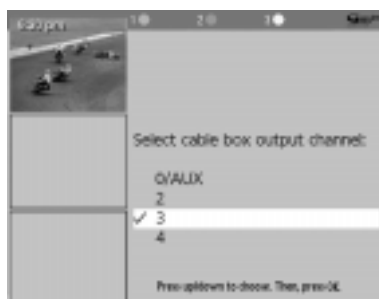 1 2 3
Select cable box output channel:
0/AUX
2
✓ 3
4
Press up/down to choose. Then, press OK.